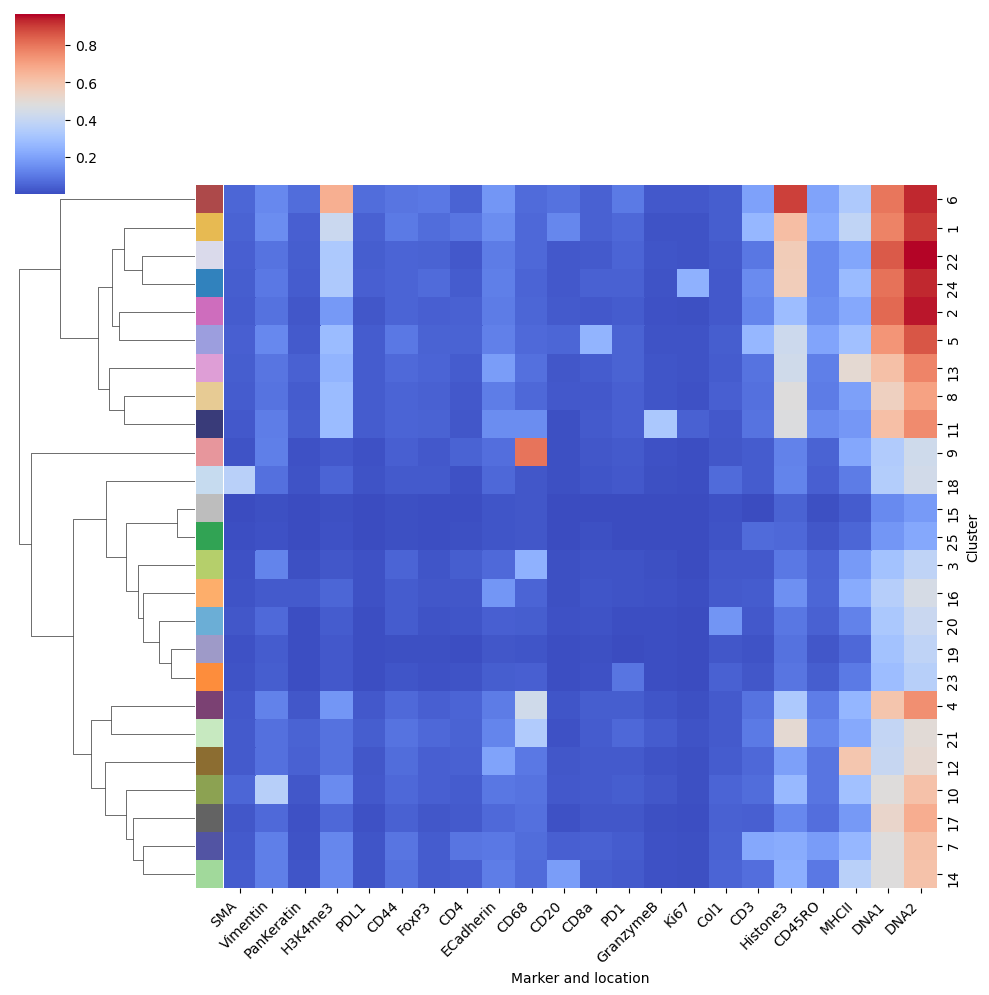 0.8
0.6
0.4
0.2
6
1
22
24
2
5
13
8
11
9
18
15
25
3
16
20
19
23
4
21
12
10
17
7
14
Cluster
SMA
Vimentin
PanKeratin
H3K4me3
PDL1
CD44
FoxP3
CD4
ECadherin
CD68
CD20
CD8a
PD1
GranzymeB
Ki67
Col1
CD3
Histone3
CD45RO
MHCII
DNA1
DNA2
Marker and location